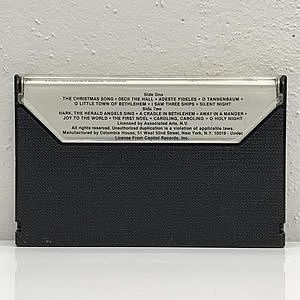 Side One
THE CHRISTMAS SONG • DECK THE HALL • ADESTE FIDELES • O TANNENBAUM
O LITTLE TOWN OF BETHLEHEM • I SAW THREE SHIPS • SILENT NIGHT
Side Two
HARK, THE HERALD ANGELS SING • A CRADLE IN BETHLEHEM • AWAY IN A MANGER
JOY TO THE WORLD • THE FIRST NOEL • CAROLING, CAROLING • O HOLY NIGHT
Licensed by Associated Arts, N.V.
All rights reserved. Unauthorized duplication is a violation of applicable laws.
Manufactured by Columbia House, 51 West 52nd Street, New York, N.Y. 10019 - Under
License From Capitol Records, Inc.